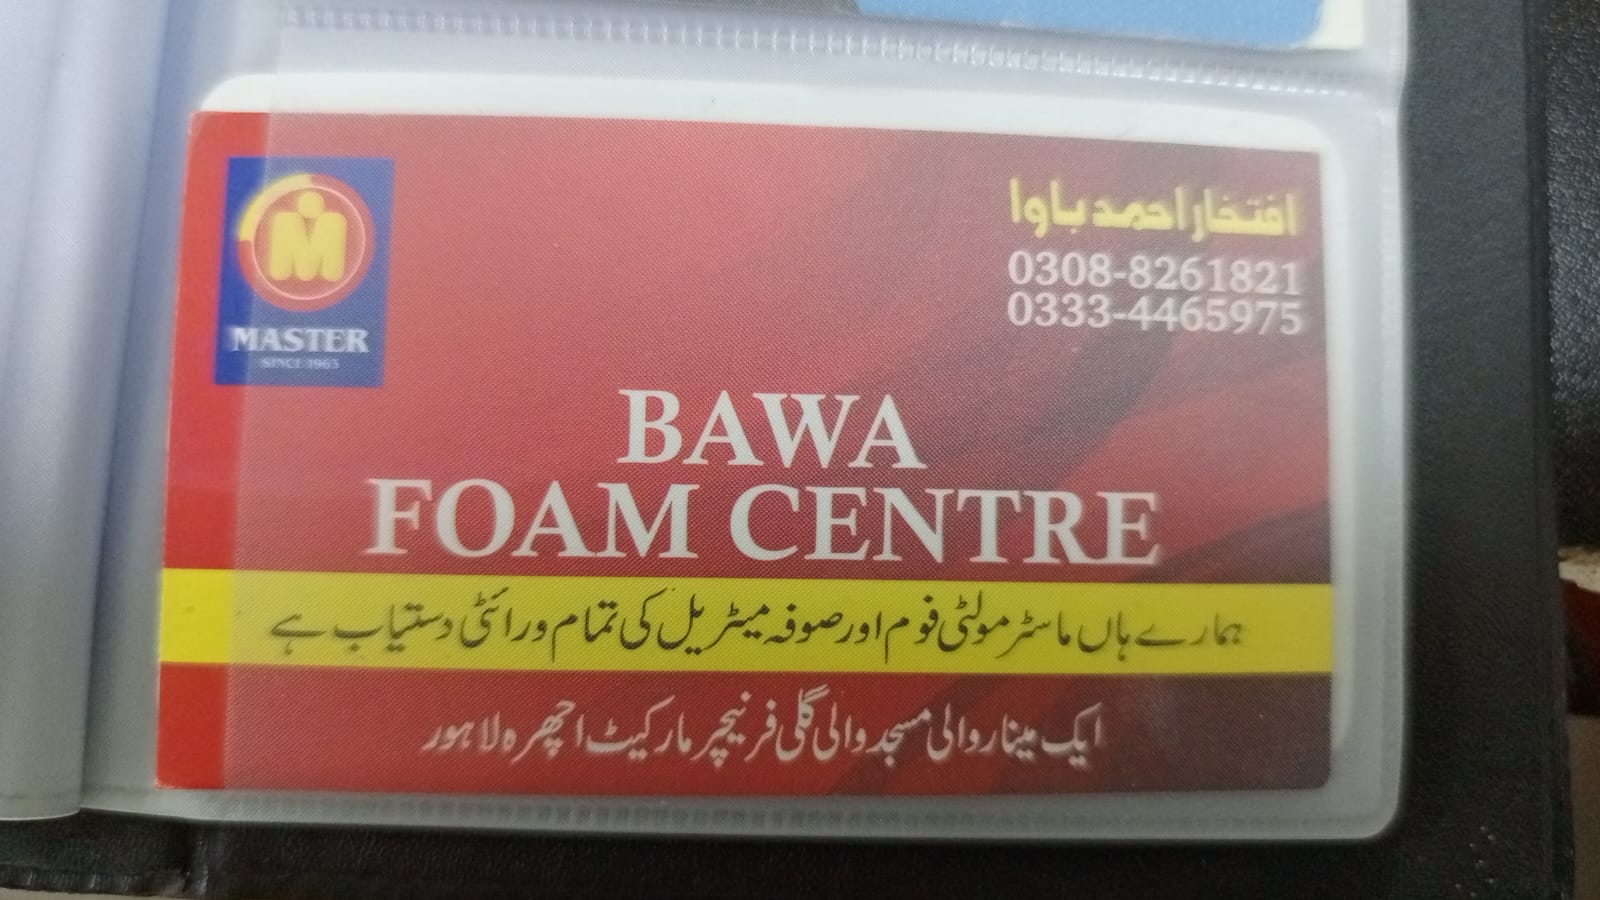 MASTER
SINCE 1963
افتخار احمد باوا
0308-8261821
0333-4465975
BAWA
FOAM CENTRE
ہمارے ہاں ماسٹر مولٹی فوم اور صوفہ میٹریل کی تمام ورائٹی دستیاب ہے
ایک مینار والی مسجد والی گلی فرنیچر مارکیٹ اچھرہ لاہور